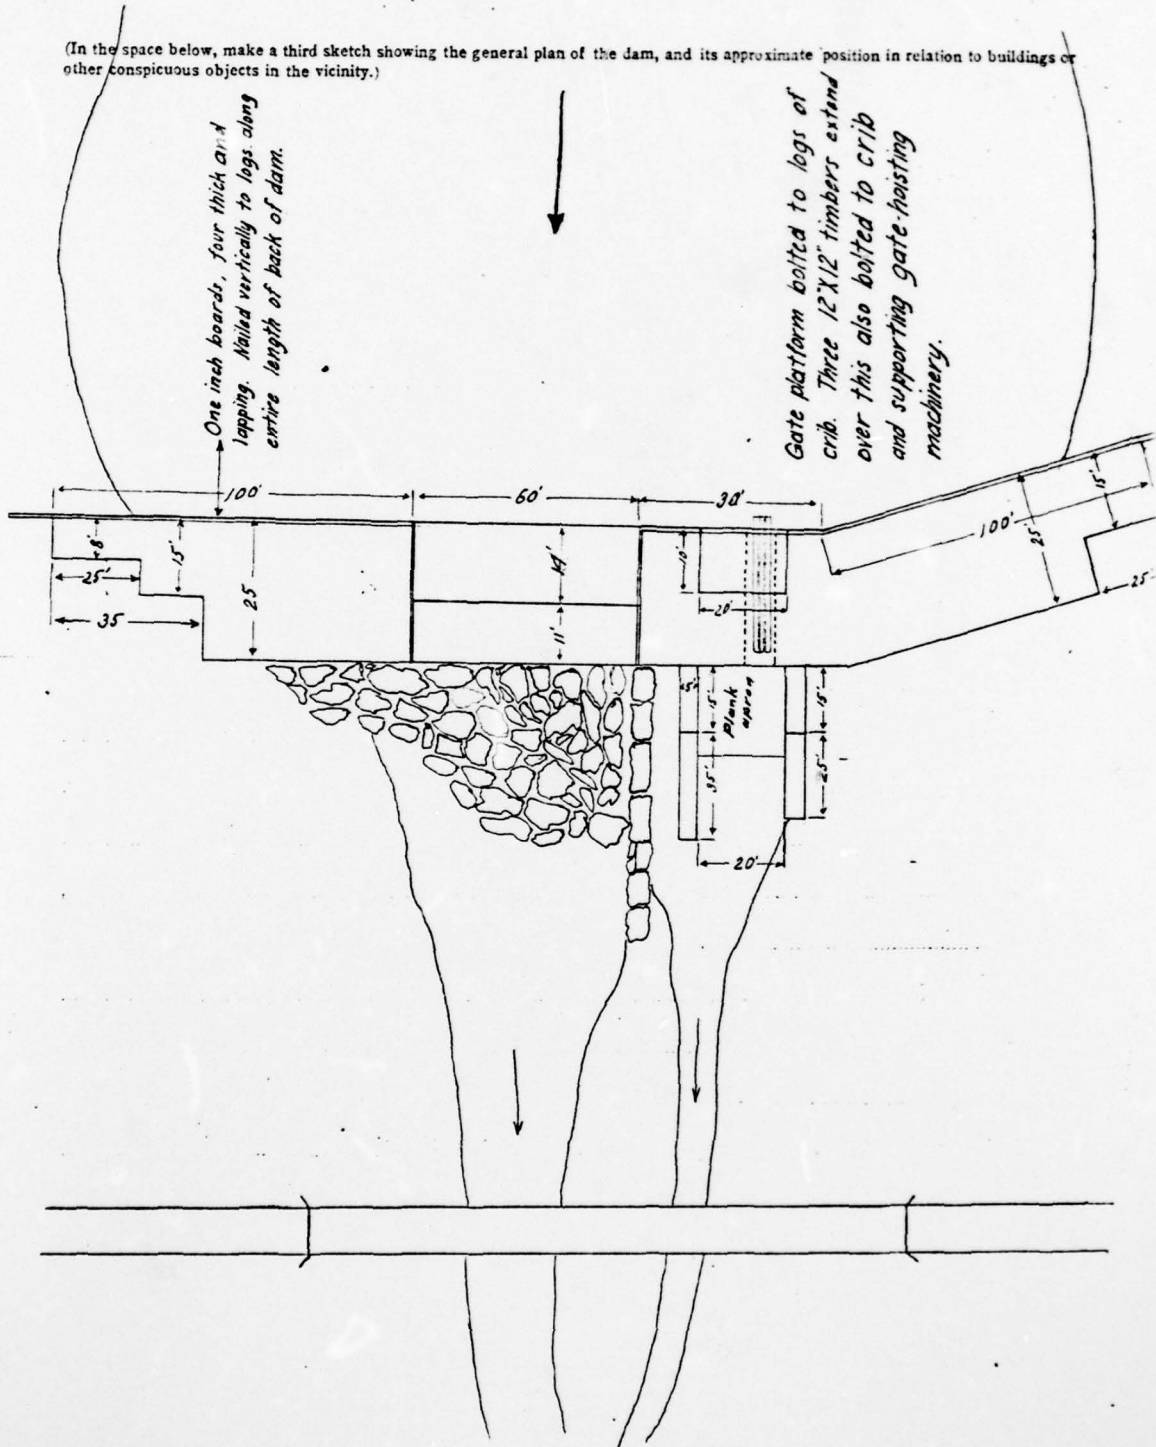 (In the space below, make a third sketch showing the general plan of the dam, and its approximate position in relation to buildings or
other conspicuous objects in the vicinity.)
One inch boards, four thick and
lapping. Nailed vertically to logs along
entire length of back of dam.
Gate platform bolted to logs of
crib. Three 12"X12" timbers extend
over this also bolted to crib
and supporting gate-hoisting
machinery.
100'
60'
30'
100'
15'
25'
25'
8'
15'
25
25'
35
14'
11'
10'
20'
5'
15'
Plank
apron
15'
35'
25'
20'